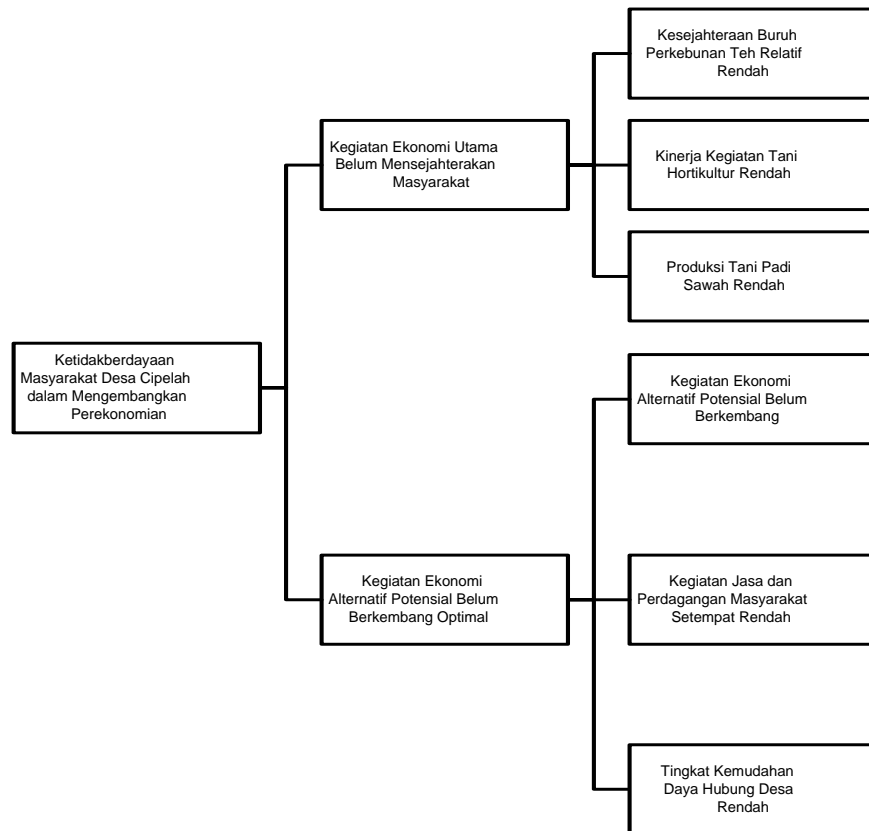 Kesejahteraan Buruh
Perkebunan Teh Relatif
Rendah
Kegiatan Ekonomi Utama
Belum Mensejahterakan
Masyarakat
Kinerja Kegiatan Tani
Hortikultur Rendah
Produksi Tani Padi
Sawah Rendah
Ketidakberdayaan
Masyarakat Desa Cipelah
dalam Mengembangkan
Perekonomian
Kegiatan Ekonomi
Alternatif Potensial Belum
Berkembang
Kegiatan Ekonomi
Alternatif Potensial Belum
Berkembang Optimal
Kegiatan Jasa dan
Perdagangan Masyarakat
Setempat Rendah
Tingkat Kemudahan
Daya Hubung Desa
Rendah